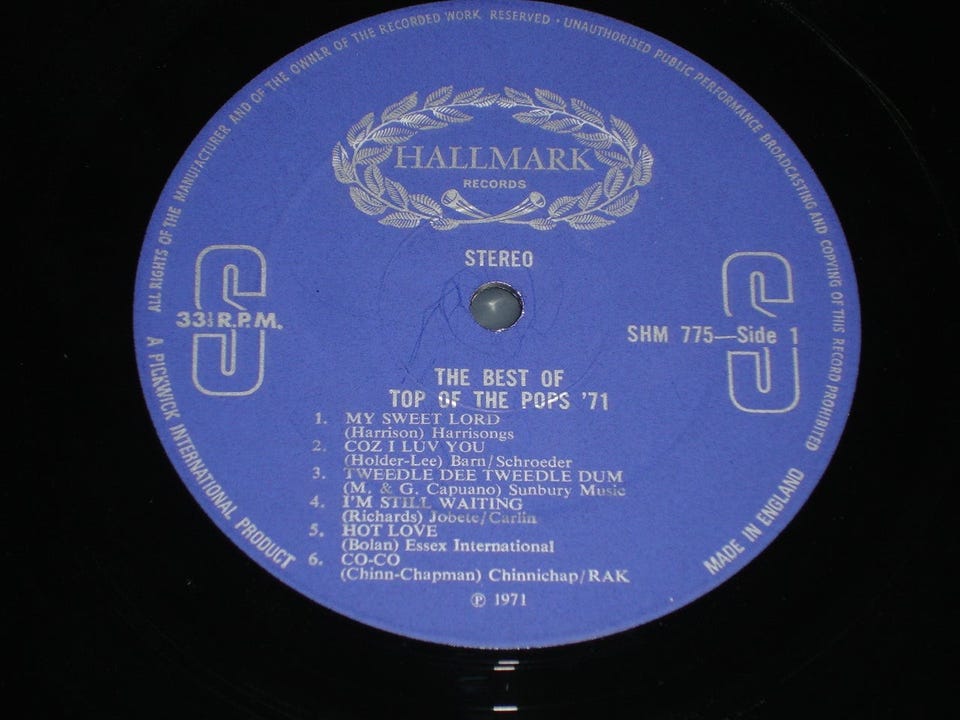 ALL RIGHTS OF THE MANUFACTURER AND OF THE OWNER OF THE RECORDED WORK RESERVED · UNAUTHORISED PUBLIC PERFORMANCE BROADCASTING AND COPYING OF THIS RECORD PROHIBITED
HALLMARK
RECORDS
STEREO
S
33⅓ R.P.M.
S
SHM 775—Side 1
THE BEST OF
TOP OF THE POPS '71
1. MY SWEET LORD
(Harrison) Harrisongs
2. COZ I LUV YOU
(Holder-Lee) Barn/Schroeder
3. TWEEDLE DEE TWEEDLE DUM
(M. & G. Capuano) Sunbury Music
4. I'M STILL WAITING
(Richards) Jobete/Carlin
5. HOT LOVE
(Bolan) Essex International
6. CO-CO
(Chinn-Chapman) Chinnichap/RAK
℗ 1971
A PICKWICK INTERNATIONAL PRODUCT
MADE IN ENGLAND